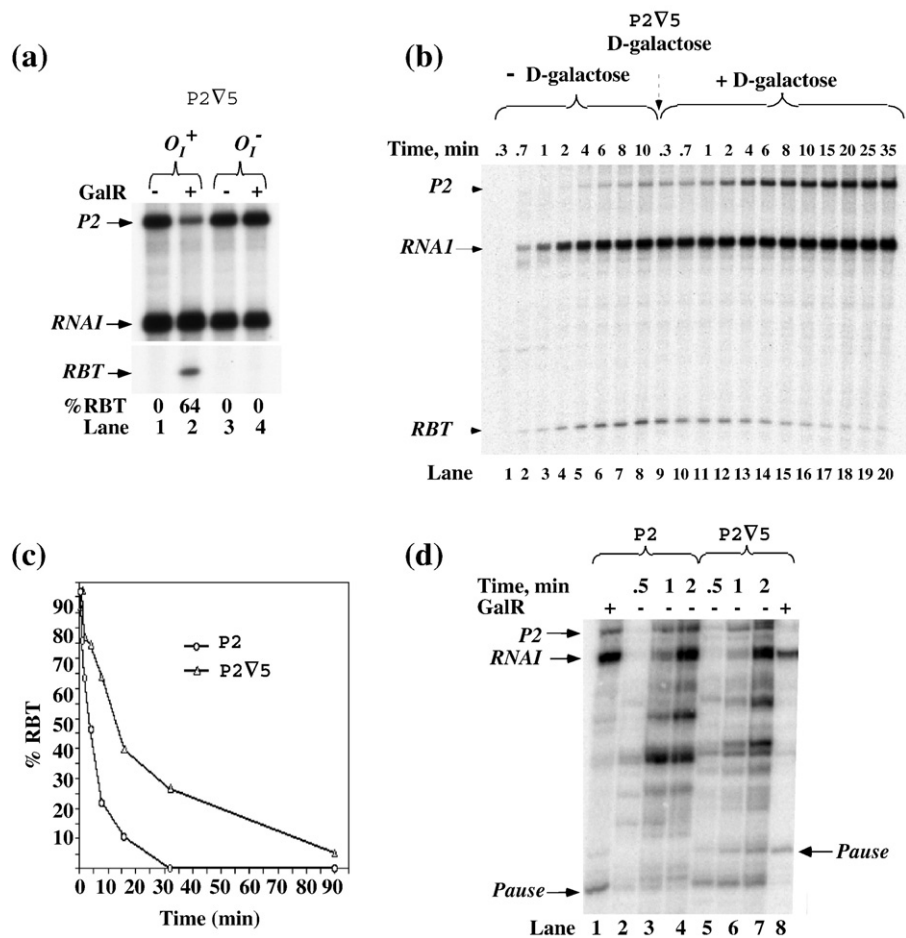 (a)
P2∇5
O_I^+ O_I^-
GalR - + - +
P2
RNAI
RBT
%RBT 0 64 0 0
Lane 1 2 3 4
(b)
P2∇5
D-galactose
- D-galactose + D-galactose
Time, min .3 .7 1 2 4 6 8 10 .3 .7 1 2 4 6 8 10 15 20 25 35
P2
RNAI
RBT
Lane 1 2 3 4 5 6 7 8 9 10 11 12 13 14 15 16 17 18 19 20
(c)
% RBT
90
80
70
60
50
40
30
20
10
P2
P2∇5
0 10 20 30 40 50 60 70 80 90
Time (min)
(d)
P2 P2∇5
Time, min .5 1 2 .5 1 2
GalR + - - - - - - +
P2
RNAI
Pause
Pause
Lane 1 2 3 4 5 6 7 8